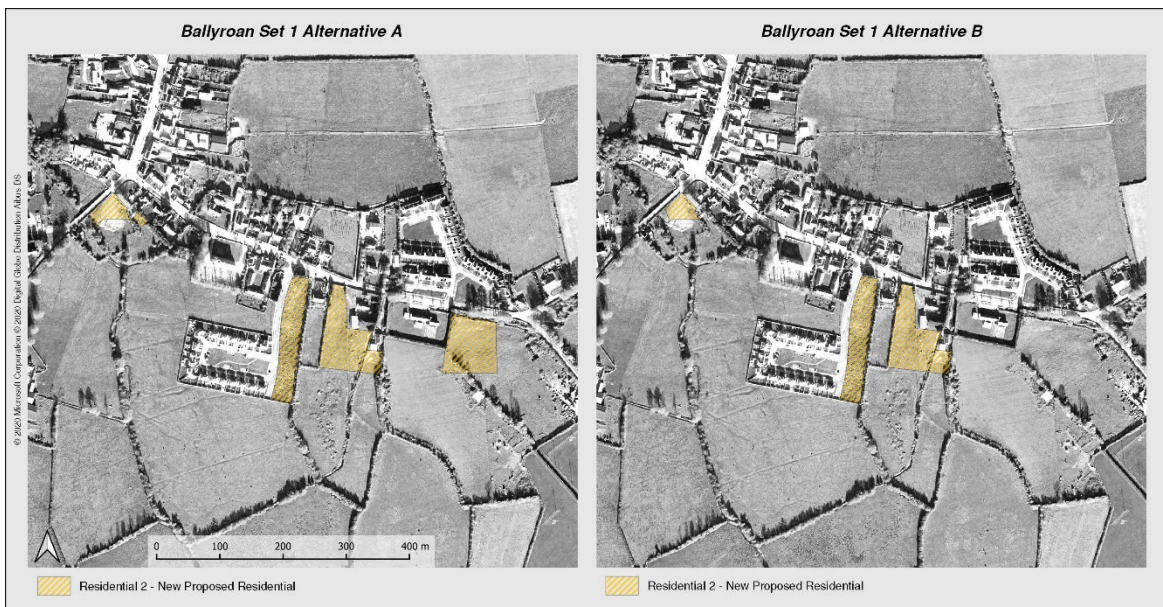 Ballyroan Set 1 Alternative A
Ballyroan Set 1 Alternative B
© 2020 Microsoft Corporation © 2020 Digital Globe Distribution Aibus DS
0 100 200 300 400 m
Residential 2 - New Proposed Residential
Residential 2 - New Proposed Residential